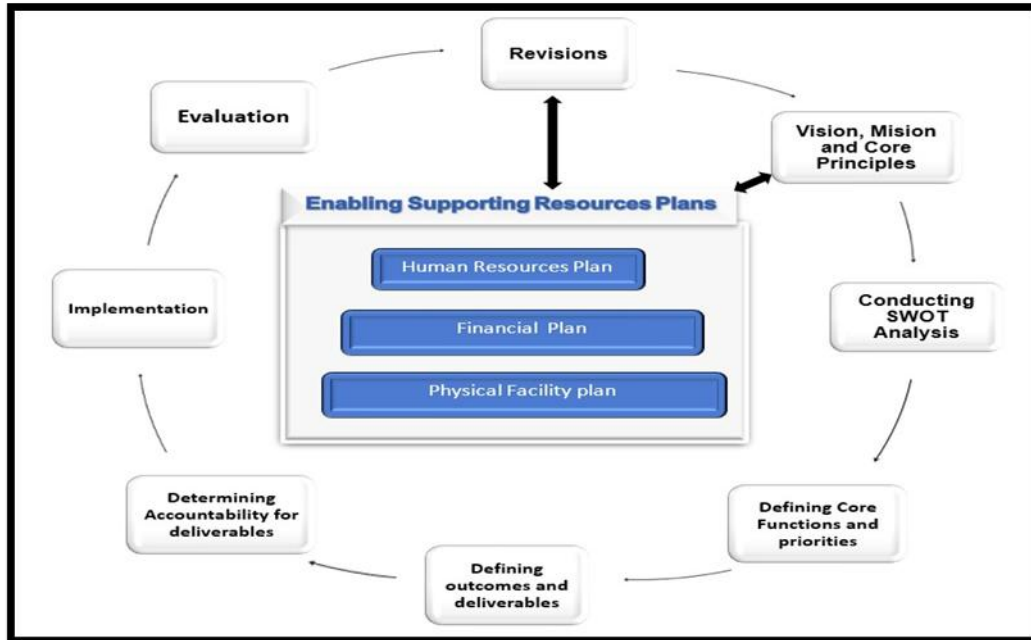 Revisions
Vision, Mision
and Core
Principles
Conducting
SWOT
Analysis
Defining Core
Functions and
priorities
Defining
outcomes and
deliverables
Determining
Accountability for
deliverables
Implementation
Evaluation
Enabling Supporting Resources Plans
Human Resources Plan
Financial Plan
Physical Facility plan